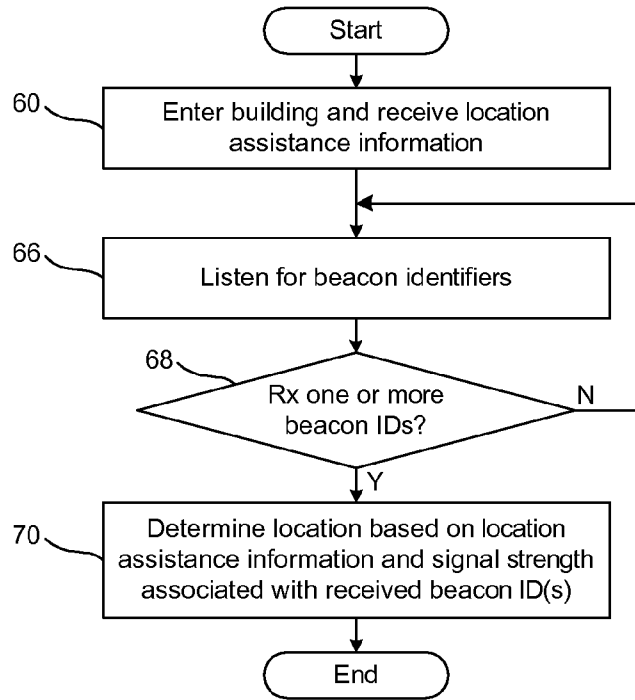 Start
60
Enter building and receive location
assistance information
66
Listen for beacon identifiers
68
Rx one or more
beacon IDs?
N
Y
70
Determine location based on location
assistance information and signal strength
associated with received beacon ID(s)
End